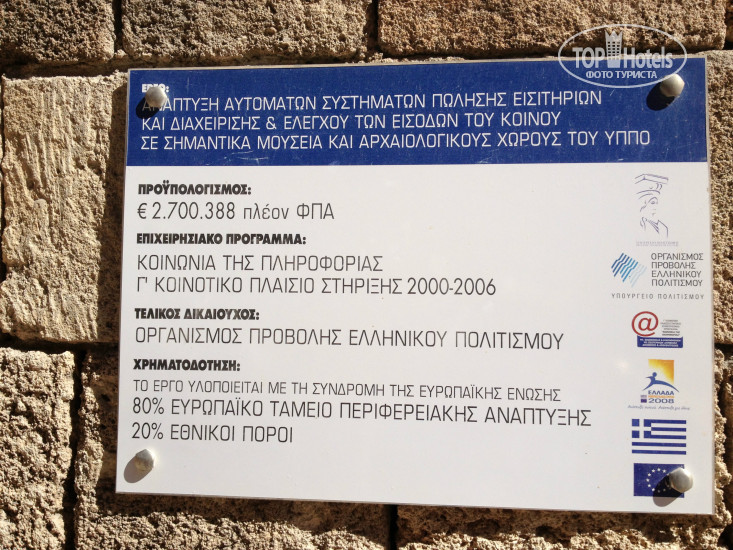 TOP Hotels
ФОТО ТУРИСТА
ΕΡΓΟ:
ΑΝΑΠΤΥΞΗ ΑΥΤΟΜΑΤΩΝ ΣΥΣΤΗΜΑΤΩΝ ΠΩΛΗΣΗΣ ΕΙΣΙΤΗΡΙΩΝ
ΚΑΙ ΔΙΑΧΕΙΡΙΣΗΣ & ΕΛΕΓΧΟΥ ΤΩΝ ΕΙΣΟΔΩΝ ΤΟΥ ΚΟΙΝΟΥ
ΣΕ ΣΗΜΑΝΤΙΚΑ ΜΟΥΣΕΙΑ ΚΑΙ ΑΡΧΑΙΟΛΟΓΙΚΟΥΣ ΧΩΡΟΥΣ ΤΟΥ ΥΠΠΟ
ΠΡΟΫΠΟΛΟΓΙΣΜΟΣ:
€ 2.700.388 πλέον ΦΠΑ
ΕΠΙΧΕΙΡΗΣΙΑΚΟ ΠΡΟΓΡΑΜΜΑ:
ΚΟΙΝΩΝΙΑ ΤΗΣ ΠΛΗΡΟΦΟΡΙΑΣ
Γ' ΚΟΙΝΟΤΙΚΟ ΠΛΑΙΣΙΟ ΣΤΗΡΙΞΗΣ 2000-2006
ΤΕΛΙΚΟΣ ΔΙΚΑΙΟΥΧΟΣ:
ΟΡΓΑΝΙΣΜΟΣ ΠΡΟΒΟΛΗΣ ΕΛΛΗΝΙΚΟΥ ΠΟΛΙΤΙΣΜΟΥ
ΧΡΗΜΑΤΟΔΟΤΗΣΗ:
ΤΟ ΕΡΓΟ ΥΛΟΠΟΙΕΙΤΑΙ ΜΕ ΤΗ ΣΥΝΔΡΟΜΗ ΤΗΣ ΕΥΡΩΠΑΪΚΗΣ ΕΝΩΣΗΣ
80% ΕΥΡΩΠΑΪΚΟ ΤΑΜΕΙΟ ΠΕΡΙΦΕΡΕΙΑΚΗΣ ΑΝΑΠΤΥΞΗΣ
20% ΕΘΝΙΚΟΙ ΠΟΡΟΙ
ΟΡΓΑΝΙΣΜΟΣ
ΠΡΟΒΟΛΗΣ
ΕΛΛΗΝΙΚΟΥ
ΠΟΛΙΤΙΣΜΟΥ
ΥΠΟΥΡΓΕΙΟ ΠΟΛΙΤΙΣΜΟΥ
@
ΕΛΛΑΔΑ
2008